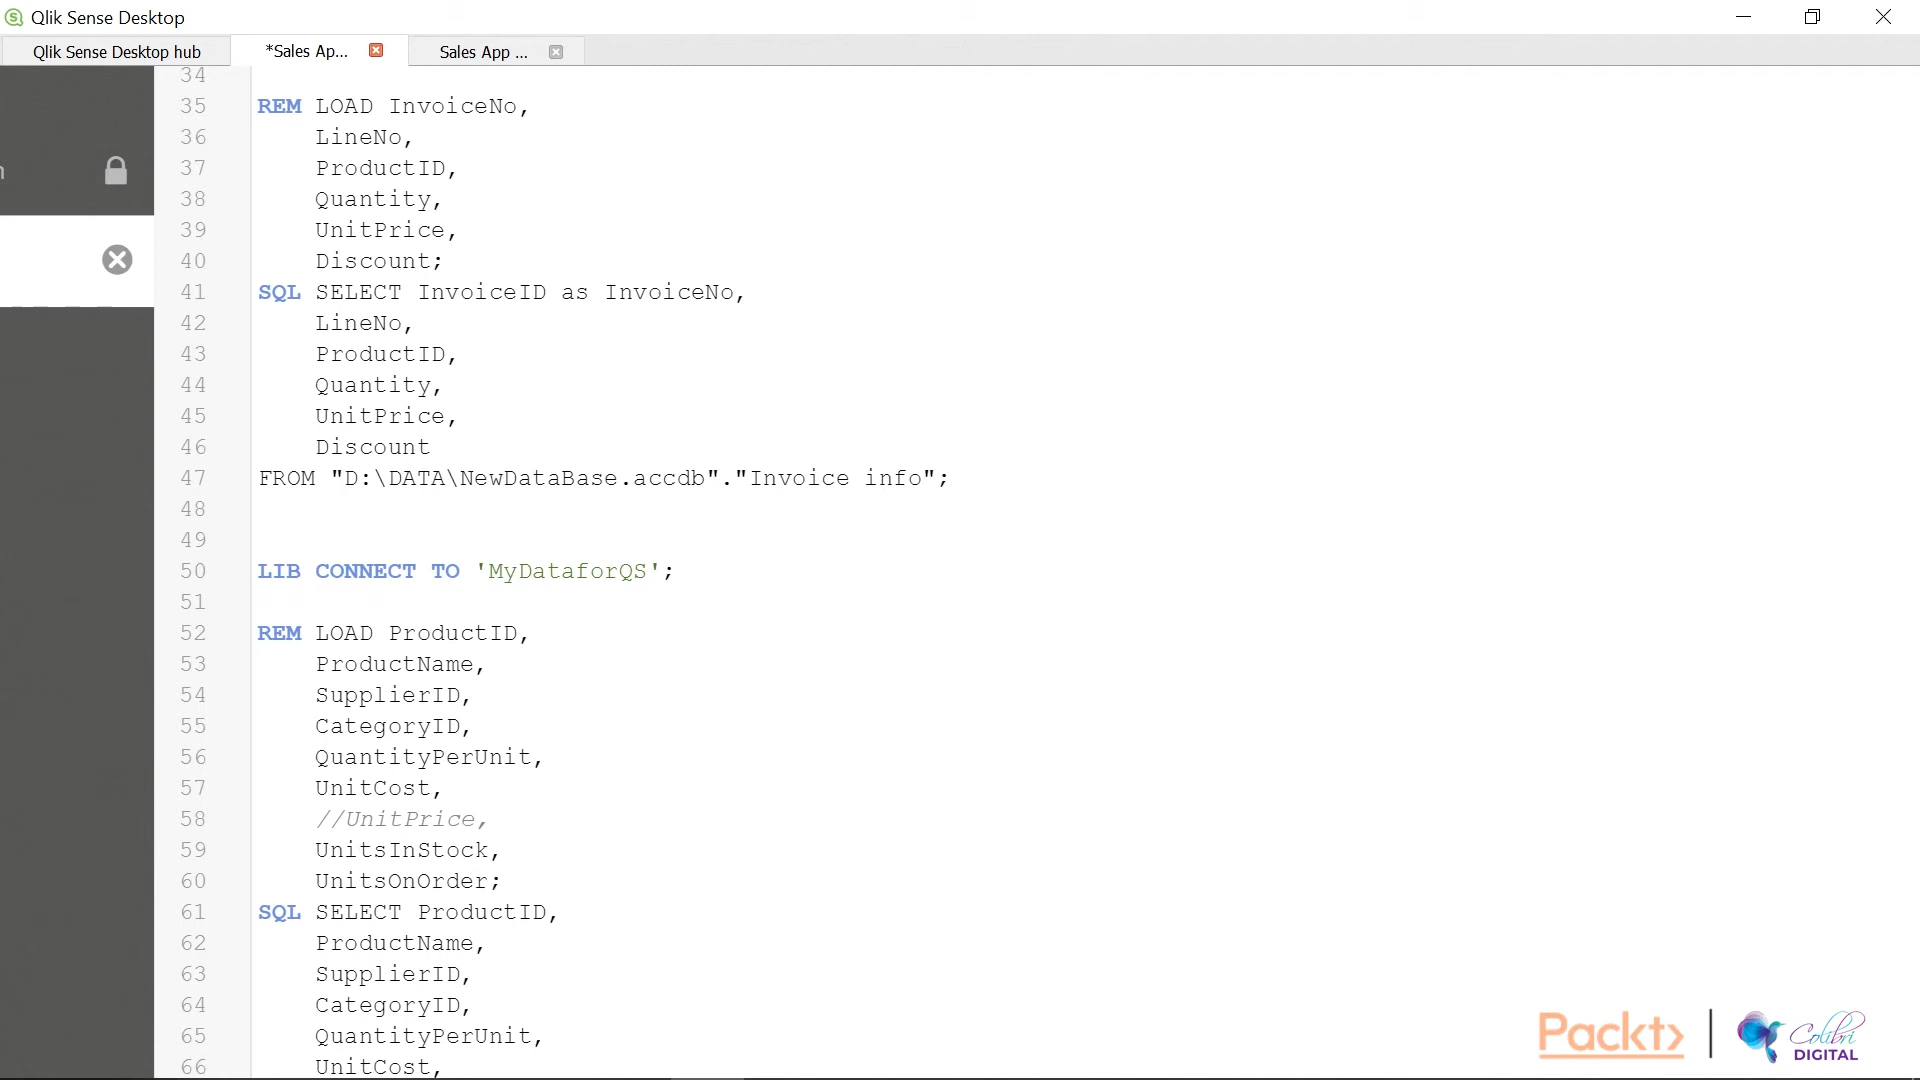 Qlik Sense Desktop
Qlik Sense Desktop hub
*Sales Ap...
Sales App ...
34
35 REM LOAD InvoiceNo,
36 LineNo,
37 ProductID,
38 Quantity,
39 UnitPrice,
40 Discount;
41 SQL SELECT InvoiceID as InvoiceNo,
42 LineNo,
43 ProductID,
44 Quantity,
45 UnitPrice,
46 Discount
47 FROM "D:\DATA\NewDataBase.accdb"."Invoice info";
48
49
50 LIB CONNECT TO 'MyDataforQS';
51
52 REM LOAD ProductID,
53 ProductName,
54 SupplierID,
55 CategoryID,
56 QuantityPerUnit,
57 UnitCost,
58 //UnitPrice,
59 UnitsInStock,
60 UnitsOnOrder;
61 SQL SELECT ProductID,
62 ProductName,
63 SupplierID,
64 CategoryID,
65 QuantityPerUnit,
66 UnitCost,
Packt>
Colibri
DIGITAL